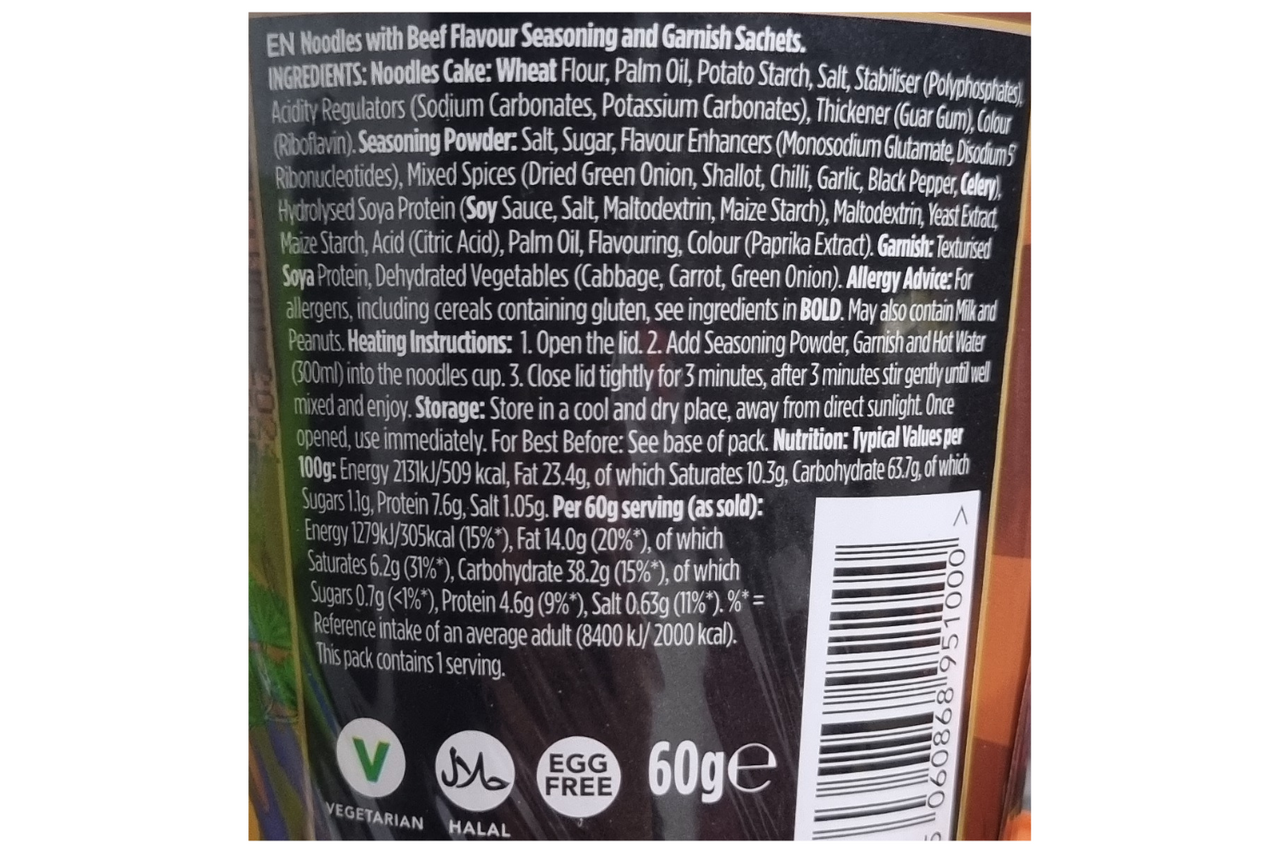 EN Noodles with Beef Flavour Seasoning and Garnish Sachets.
INGREDIENTS: Noodles Cake: Wheat Flour, Palm Oil, Potato Starch, Salt, Stabiliser (Polyphosphates),
Acidity Regulators (Sodium Carbonates, Potassium Carbonates), Thickener (Guar Gum), Colour
(Riboflavin). Seasoning Powder: Salt, Sugar, Flavour Enhancers (Monosodium Glutamate, Disodium 5'
Ribonucleotides), Mixed Spices (Dried Green Onion, Shallot, Chilli, Garlic, Black Pepper, Celery),
Hydrolysed Soya Protein (Soy Sauce, Salt, Maltodextrin, Maize Starch), Maltodextrin, Yeast Extract,
Maize Starch, Acid (Citric Acid), Palm Oil, Flavouring, Colour (Paprika Extract). Garnish: Texturised
Soya Protein, Dehydrated Vegetables (Cabbage, Carrot, Green Onion). Allergy Advice: For
allergens, including cereals containing gluten, see ingredients in BOLD. May also contain Milk and
Peanuts. Heating Instructions: 1. Open the lid. 2. Add Seasoning Powder, Garnish and Hot Water
(300ml) into the noodles cup. 3. Close lid tightly for 3 minutes, after 3 minutes stir gently until well
mixed and enjoy. Storage: Store in a cool and dry place, away from direct sunlight. Once
opened, use immediately. For Best Before: See base of pack. Nutrition: Typical Values per
100g: Energy 2131kJ/509 kcal, Fat 23.4g, of which Saturates 10.3g, Carbohydrate 63.7g, of which
Sugars 1.1g, Protein 7.6g, Salt 1.05g. Per 60g serving (as sold):
Energy 1279kJ/305kcal (15%*), Fat 14.0g (20%*), of which
Saturates 6.2g (31%*), Carbohydrate 38.2g (15%*), of which
Sugars 0.7g (<1%*), Protein 4.6g (9%*), Salt 0.63g (11%*). %* =
Reference intake of an average adult (8400 kJ/ 2000 kcal).
This pack contains 1 serving.
V
VEGETARIAN
حلال
HALAL
EGG
FREE
60g℮
5 060868 951000 >